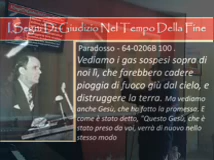 I Segni Di Giudizio Nel Tempo Della Fine
Paradosso - 64-0206B 100 .
Vediamo i gas sospesi sopra di
noi lì, che farebbero cadere
pioggia di fuoco giù dal cielo, e
distruggere la terra. Ma vediamo
anche Gesù, che ha fatto la promessa. E
come è stato detto, "Questo Gesù, che è
stato preso da voi, verrà di nuovo nello
stesso modo